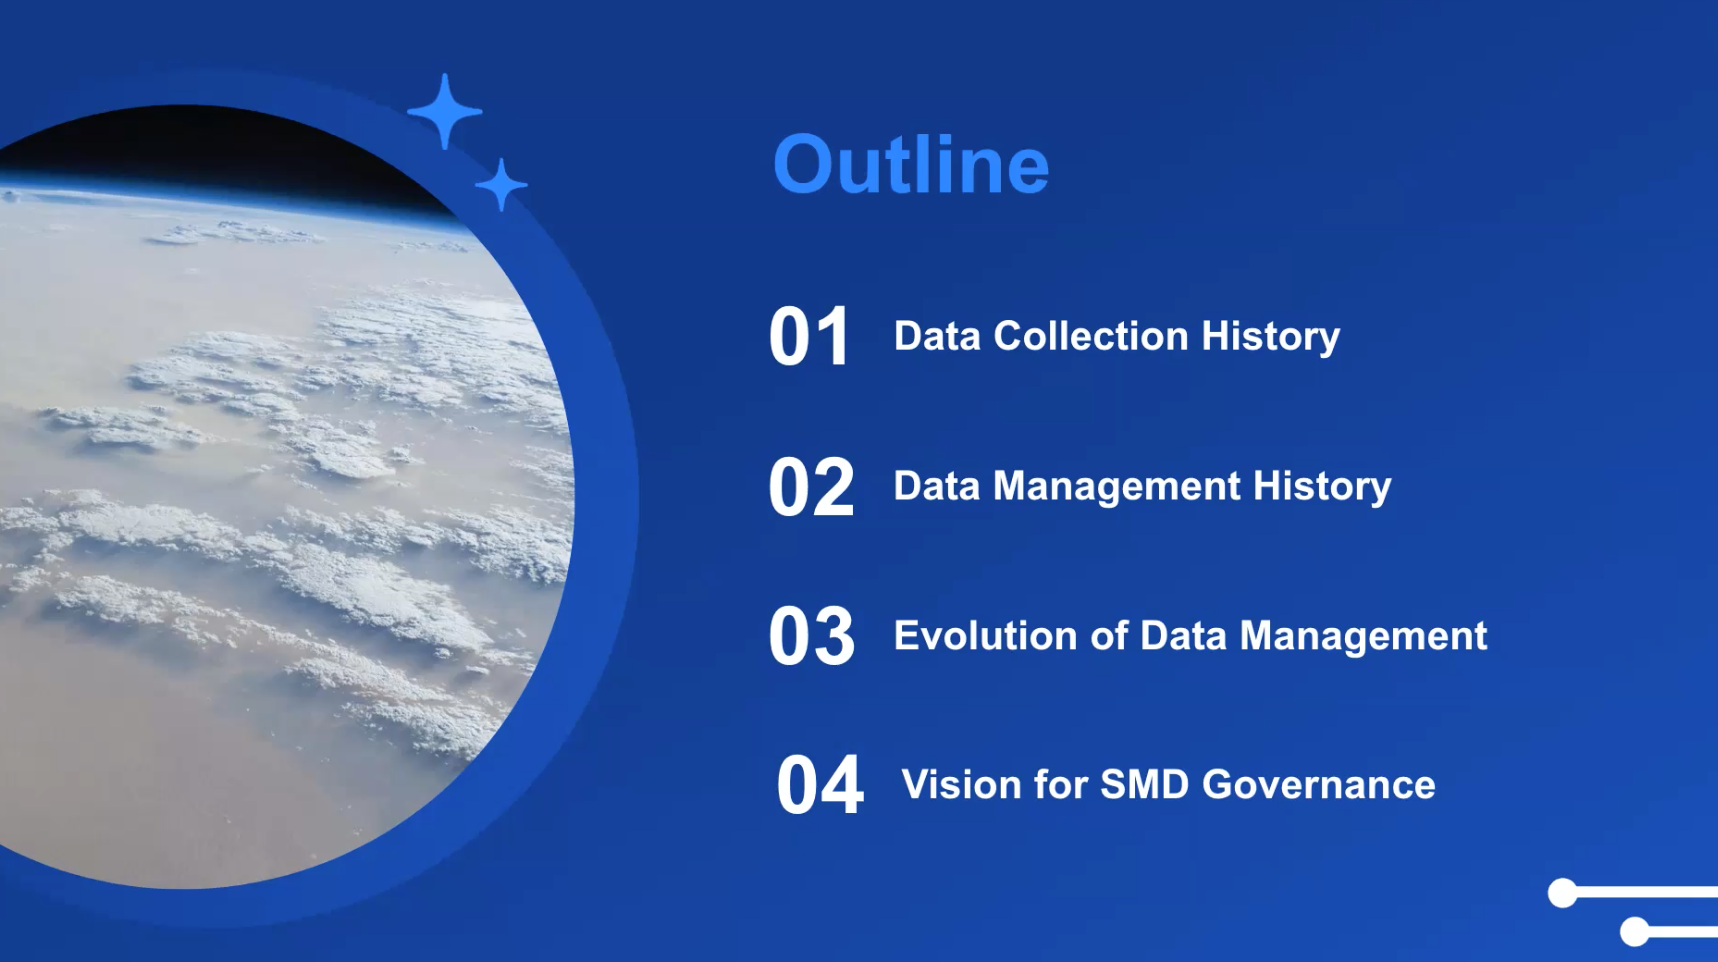 Outline
01 Data Collection History
02 Data Management History
03 Evolution of Data Management
04 Vision for SMD Governance